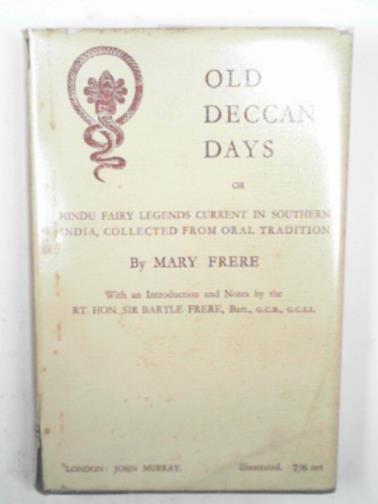 OLD
DECCAN
DAYS
OR
HINDU FAIRY LEGENDS CURRENT IN SOUTHERN
INDIA, COLLECTED FROM ORAL TRADITION
By MARY FRERE
With an Introduction and Notes by the
RT. HON. SIR BARTLE FRERE, Bart., G.C.B., G.C.S.I.
LONDON: JOHN MURRAY. Illustrated. 7/6 net